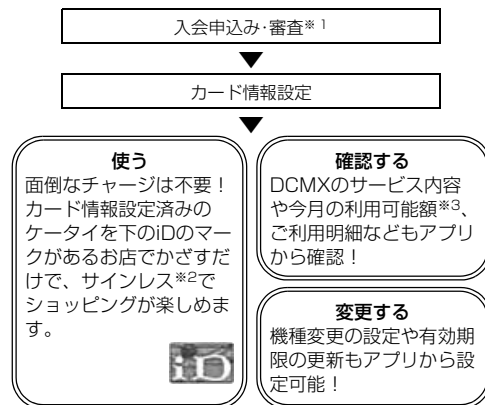 入会申込み・審査※1
カード情報設定
使う
面倒なチャージは不要！
カード情報設定済みの
ケータイを下のiDのマー
クがあるお店でかざすだ
けで、サインレス※2で
ショッピングが楽しめま
す。
iD
確認する
DCMXのサービス内容
や今月の利用可能額※3、
ご利用明細などもアプリ
から確認！
変更する
機種変更の設定や有効期
限の更新もアプリから設
定可能！